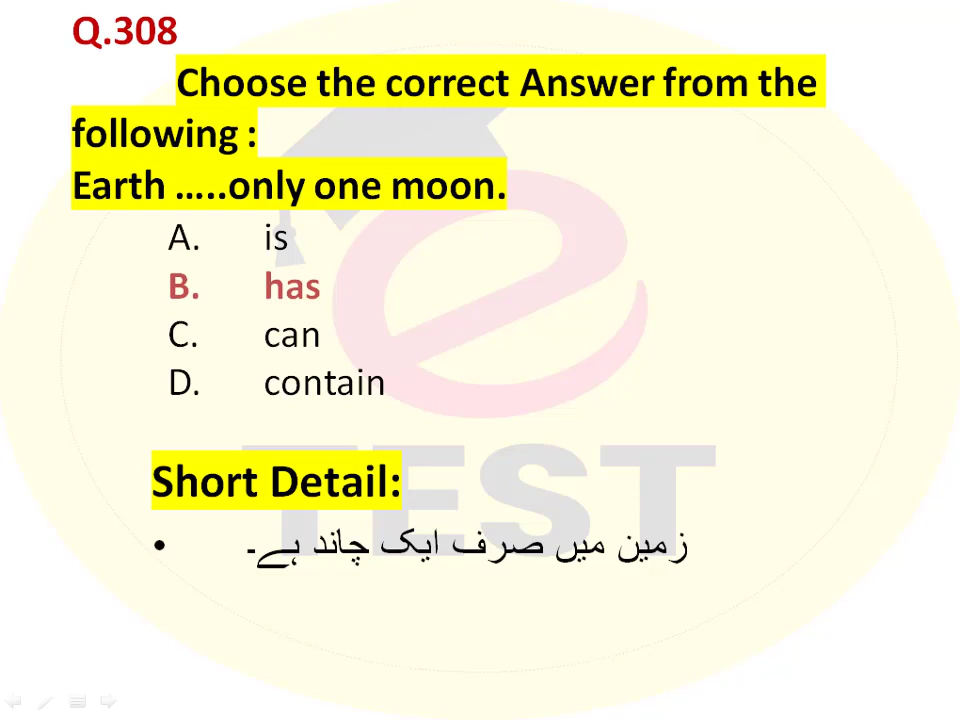 Q.308
Choose the correct Answer from the
following :
Earth …..only one moon.
A. is
B. has
C. can
D. contain
Short Detail:
• زمین میں صرف ایک چاند ہے۔
e
TEST